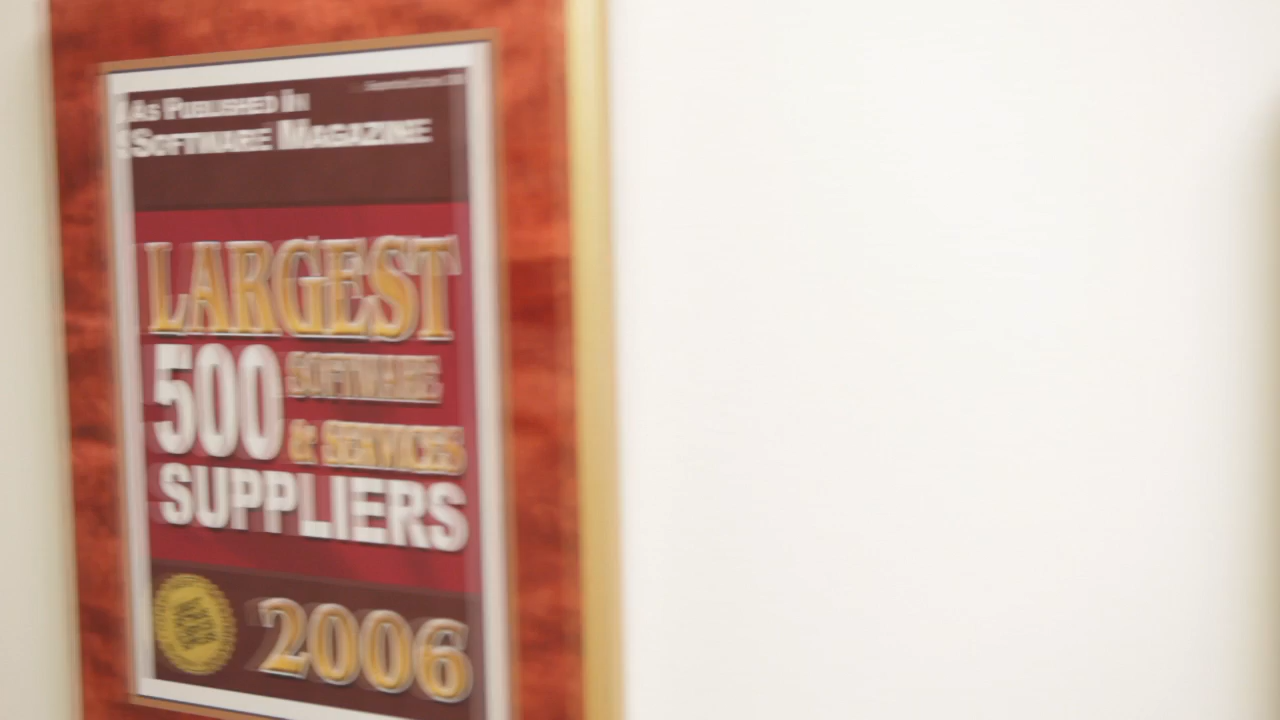 As Published In
Software Magazine
LARGEST
500 SOFTWARE
& SERVICES
SUPPLIERS
2006